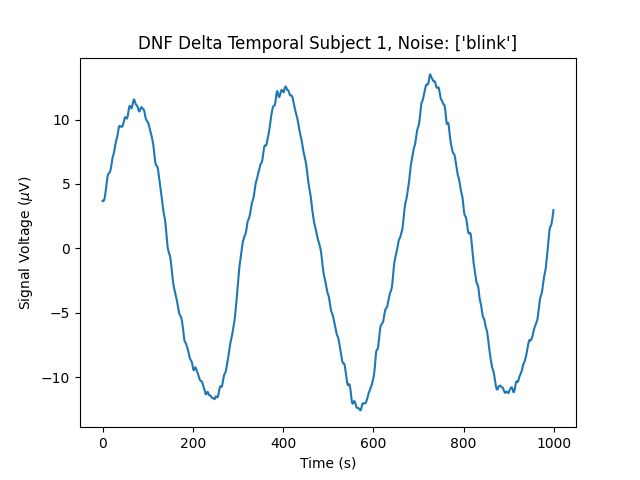 DNF Delta Temporal Subject 1, Noise: ['blink']
Signal Voltage (μV)
10
5
0
−5
−10
0 200 400 600 800 1000
Time (s)